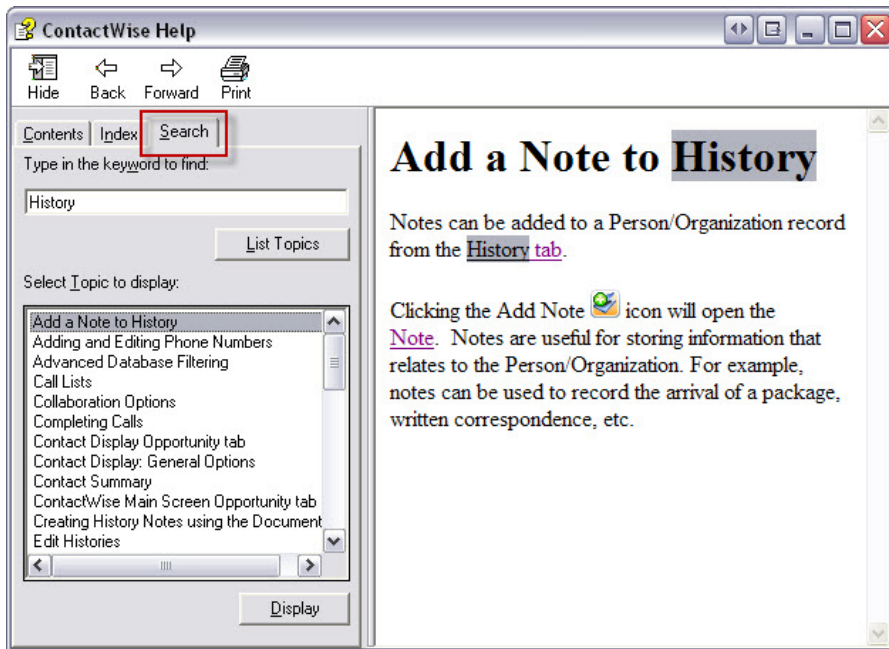 ContactWise Help
Hide Back Forward Print
Contents Index Search
Type in the keyword to find:
History
List Topics
Select Topic to display:
Add a Note to History
Adding and Editing Phone Numbers
Advanced Database Filtering
Call Lists
Collaboration Options
Completing Calls
Contact Display Opportunity tab
Contact Display: General Options
Contact Summary
ContactWise Main Screen Opportunity tab
Creating History Notes using the Document
Edit Histories
Display
Add a Note to History
Notes can be added to a Person/Organization record
from the History tab.
Clicking the Add Note icon will open the
Note. Notes are useful for storing information that
relates to the Person/Organization. For example,
notes can be used to record the arrival of a package,
written correspondence, etc.